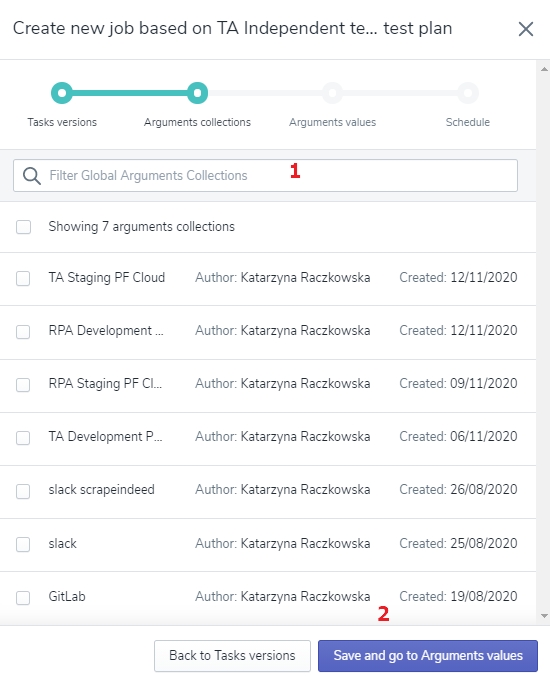 Create new job based on TA Independent te... test plan
Tasks versions Arguments collections Arguments values Schedule
Filter Global Arguments Collections 1
Showing 7 arguments collections
TA Staging PF Cloud Author: Katarzyna Raczkowska Created: 12/11/2020
RPA Development ... Author: Katarzyna Raczkowska Created: 12/11/2020
RPA Staging PF Cl... Author: Katarzyna Raczkowska Created: 09/11/2020
TA Development P... Author: Katarzyna Raczkowska Created: 06/11/2020
slack scrapeindeed Author: Katarzyna Raczkowska Created: 26/08/2020
slack Author: Katarzyna Raczkowska Created: 25/08/2020
GitLab Author: Katarzyna Raczkowska Created: 19/08/2020
2
Back to Tasks versions Save and go to Arguments values